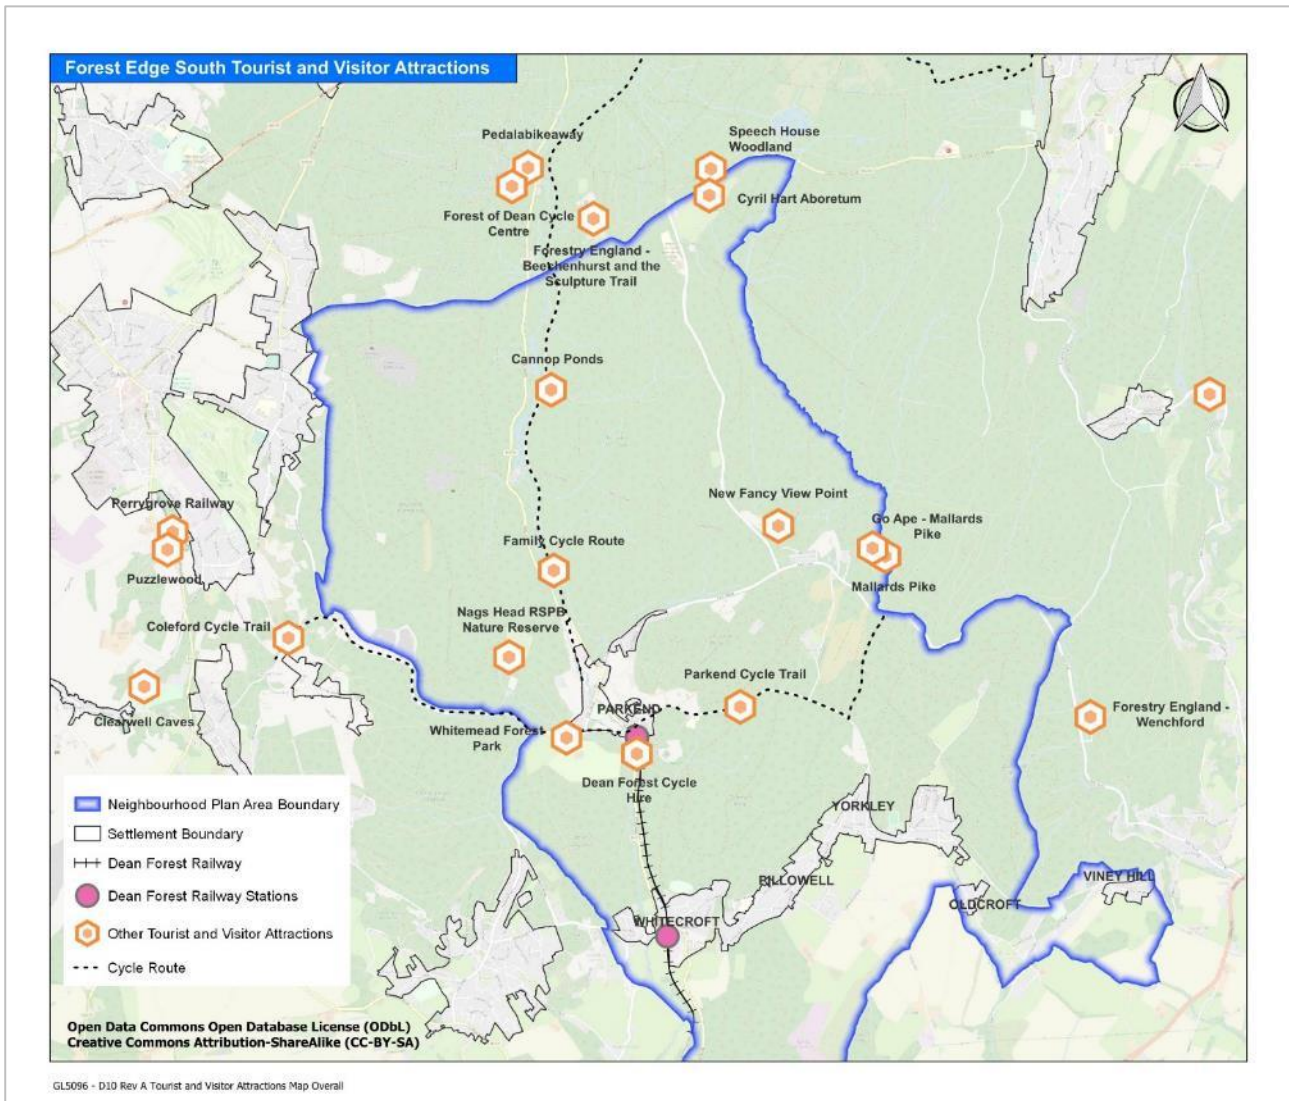 Forest Edge South Tourist and Visitor Attractions
Pedalabikeaway
Speech House
Woodland
Cyril Hart Aboretum
Forest of Dean Cycle
Centre
Forestry England -
Beechenhurst and the
Sculpture Trail
Cannop Ponds
New Fancy View Point
Go Ape - Mallards
Pike
Perrygrove Railway
Family Cycle Route
Puzzlewood
Mallards Pike
Nags Head RSPB
Nature Reserve
Coleford Cycle Trail
Parkend Cycle Trail
PARKEND
Clearwell Caves
Whitemead Forest
Park
Forestry England -
Wenchford
Dean Forest Cycle
Hire
YORKLEY
PILLOWELL
VINEY HILL
OLDCROFT
WHITECROFT
Neighbourhood Plan Area Boundary
Settlement Boundary
Dean Forest Railway
Dean Forest Railway Stations
Other Tourist and Visitor Attractions
Cycle Route
Open Data Commons Open Database License (ODbL)
Creative Commons Attribution-ShareAlike (CC-BY-SA)
GL5096 - D10 Rev A Tourist and Visitor Attractions Map Overall